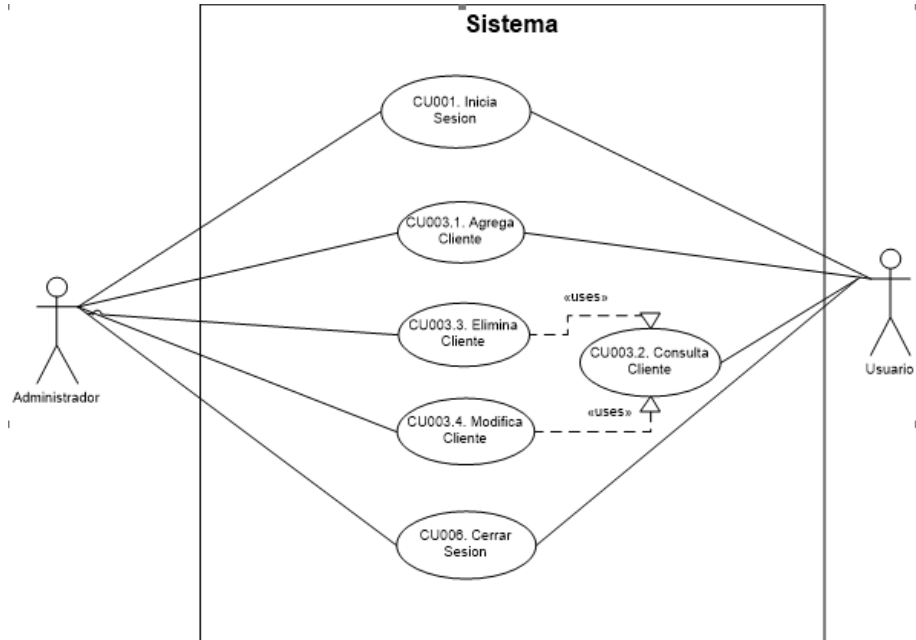 Sistema
CU001. Inicia
Sesion
CU003.1. Agrega
Cliente
«uses»
CU003.3. Elimina
Cliente
CU003.2. Consulta
Cliente
Usuario
Administrador
«uses»
CU003.4. Modifica
Cliente
CU006. Cerrar
Sesion